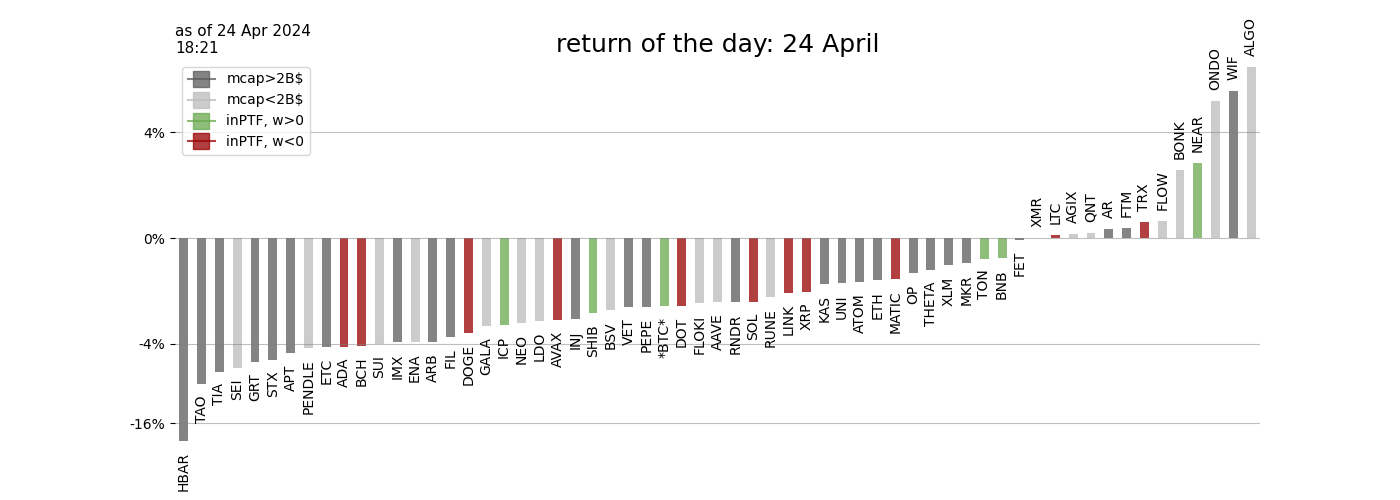 as of 24 Apr 2024
18:21
return of the day: 24 April
mcap>2B$
mcap<2B$
inPTF, w>0
inPTF, w<0
4%
0%
-4%
-16%
HBAR
TAO
TIA
SEI
GRT
STX
APT
PENDLE
ETC
ADA
BCH
SUI
IMX
ENA
ARB
FIL
DOGE
GALA
ICP
NEO
LDO
AVAX
INJ
SHIB
BSV
VET
PEPE
*BTC*
DOT
FLOKI
AAVE
RNDR
SOL
RUNE
LINK
XRP
KAS
UNI
ATOM
ETH
MATIC
OP
THETA
XLM
MKR
TON
BNB
FET
XMR
LTC
AGIX
QNT
AR
FTM
TRX
FLOW
BONK
NEAR
ONDO
WIF
ALGO